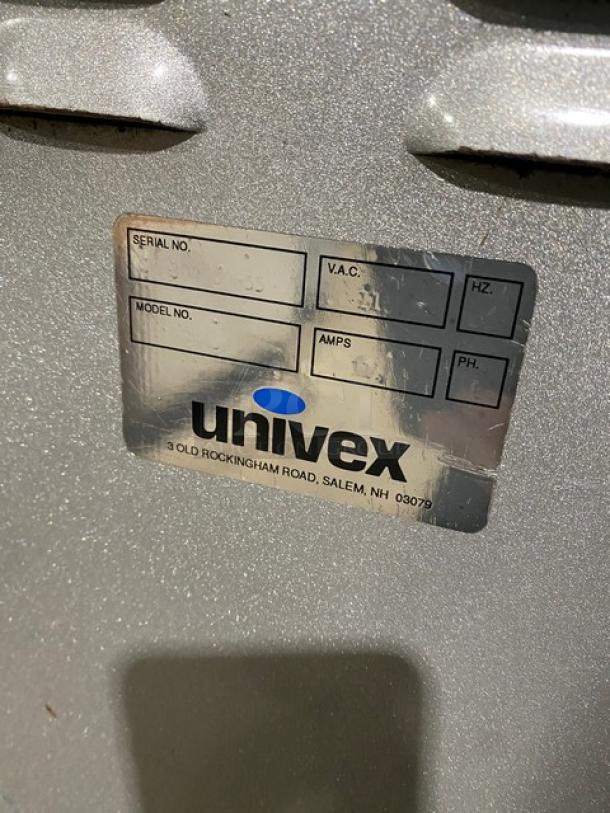 SERIAL NO.
V.A.C.
HZ.
MODEL NO.
AMPS
PH.
univex
3 OLD ROCKINGHAM ROAD, SALEM, NH 03079